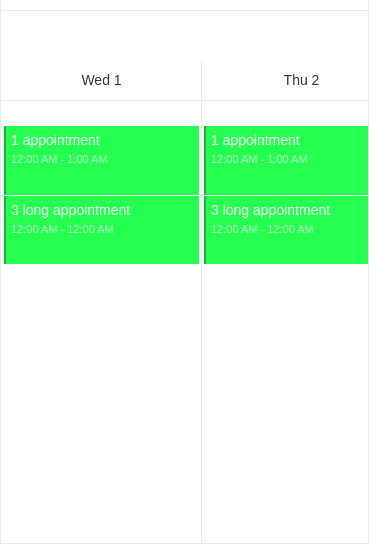 Wed 1
Thu 2
1 appointment
12:00 AM - 1:00 AM
3 long appointment
12:00 AM - 12:00 AM
1 appointment
12:00 AM - 1:00 AM
3 long appointment
12:00 AM - 12:00 AM